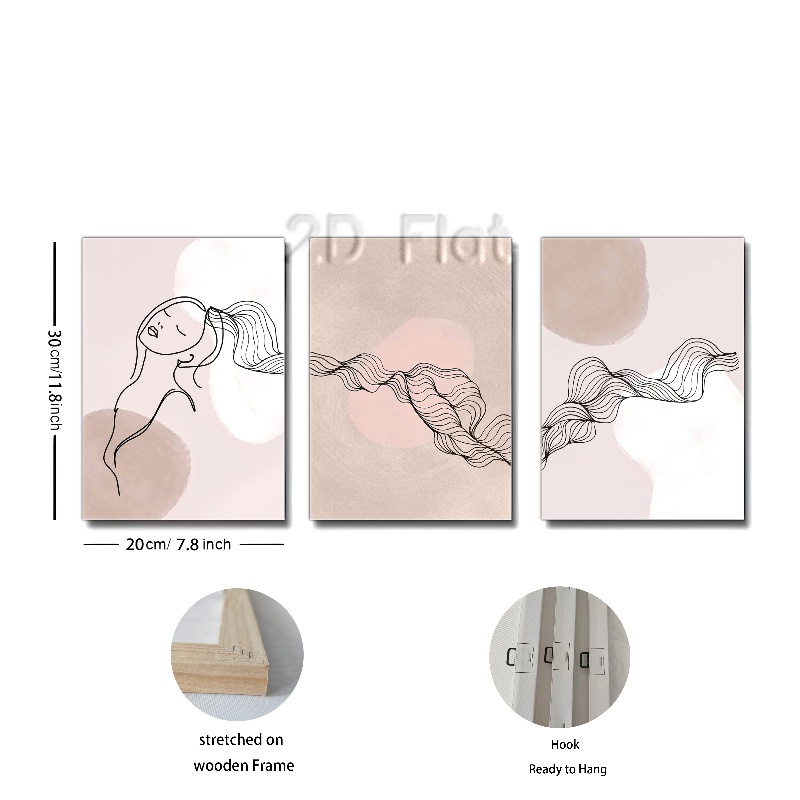 2D Flat
30cm/11.8inch
20cm/ 7.8 inch
stretched on
wooden Frame
Hook
Ready to Hang